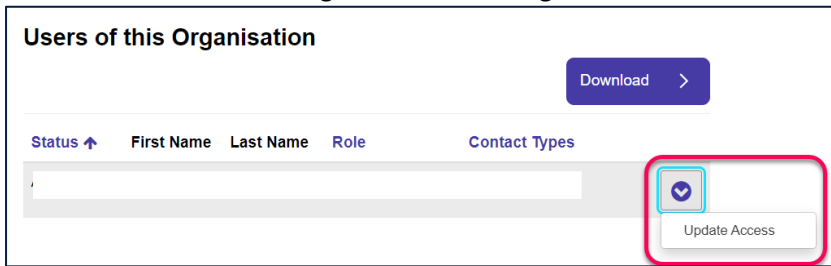 Users of this Organisation
Download
Status First Name Last Name Role Contact Types
Update Access